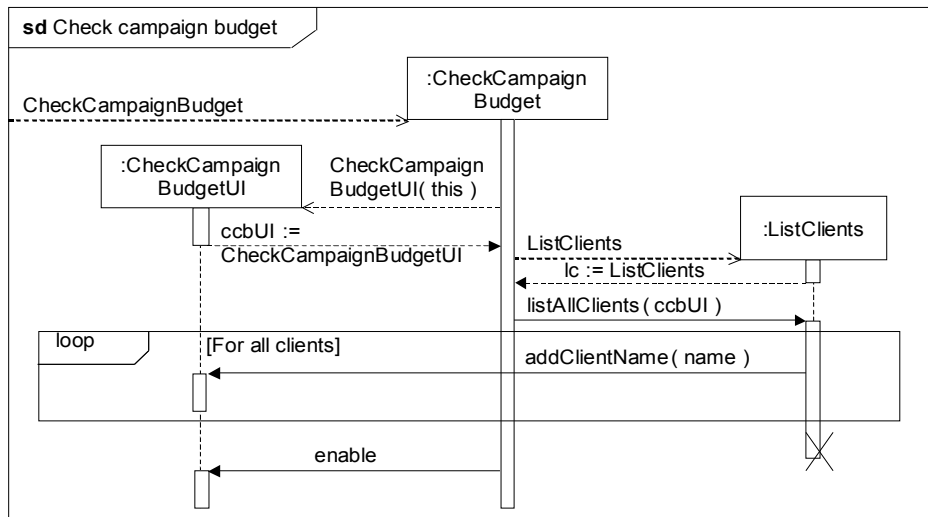 sd Check campaign budget
:CheckCampaign
Budget
CheckCampaignBudget
:CheckCampaign
BudgetUI
CheckCampaign
BudgetUI( this )
:ListClients
ccbUI :=
CheckCampaignBudgetUI
ListClients
lc := ListClients
listAllClients( ccbUI )
loop
[For all clients]
addClientName( name )
enable